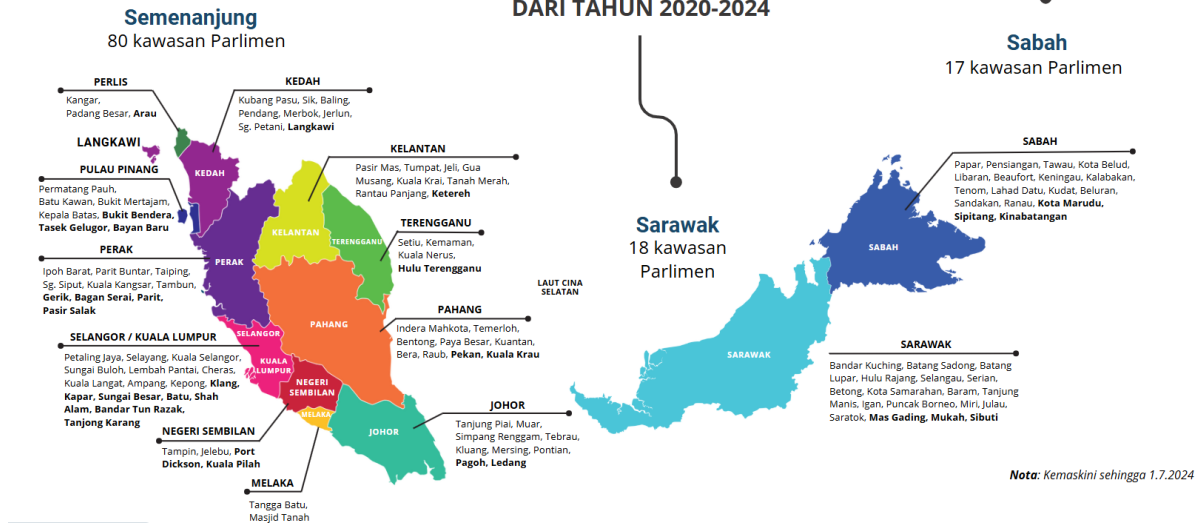 DARI TAHUN 2020-2024
Semenanjung
80 kawasan Parlimen
PERLIS
Kangar,
Padang Besar, Arau
KEDAH
Kubang Pasu, Sik, Baling,
Pendang, Merbok, Jerlun,
Sg. Petani, Langkawi
LANGKAWI
PULAU PINANG
Permatang Pauh,
Batu Kawan, Bukit Mertajam,
Kepala Batas, Bukit Bendera,
Tasek Gelugor, Bayan Baru
PERAK
Ipoh Barat, Parit Buntar, Taiping,
Sg. Siput, Kuala Kangsar, Tambun,
Gerik, Bagan Serai, Parit,
Pasir Salak
SELANGOR / KUALA LUMPUR
Petaling Jaya, Selayang, Kuala Selangor,
Sungai Buloh, Lembah Pantai, Cheras,
Kuala Langat, Ampang, Kepong, Klang,
Kapar, Sungai Besar, Batu, Shah
Alam, Bandar Tun Razak,
Tanjong Karang
NEGERI SEMBILAN
Tampin, Jelebu, Port
Dickson, Kuala Pilah
MELAKA
Tangga Batu,
Masjid Tanah
KELANTAN
Pasir Mas, Tumpat, Jeli, Gua
Musang, Kuala Krai, Tanah Merah,
Rantau Panjang, Ketereh
TERENGGANU
Setiu, Kemaman,
Kuala Nerus,
Hulu Terengganu
PAHANG
Indera Mahkota, Temerloh,
Bentong, Paya Besar, Kuantan,
Bera, Raub, Pekan, Kuala Krau
JOHOR
Tanjung Piai, Muar,
Simpang Renggam, Tebrau,
Kluang, Mersing, Pontian,
Pagoh, Ledang
KEDAH
KELANTAN
TERENGGANU
PERAK
PAHANG
SELANGOR
KUALA
LUMPUR
NEGERI
SEMBILAN
MELAKA
JOHOR
LAUT CINA
SELATAN
Sarawak
18 kawasan
Parlimen
SARAWAK
SABAH
Sabah
17 kawasan Parlimen
SABAH
Papar, Pensiangan, Tawau, Kota Belud,
Libaran, Beaufort, Keningau, Kalabakan,
Tenom, Lahad Datu, Kudat, Beluran,
Sandakan, Ranau, Kota Marudu,
Sipitang, Kinabatangan
SARAWAK
Bandar Kuching, Batang Sadong, Batang
Lupar, Hulu Rajang, Selangau, Serian,
Betong, Kota Samarahan, Baram, Tanjung
Manis, Igan, Puncak Borneo, Miri, Julau,
Saratok, Mas Gading, Mukah, Sibuti
Nota: Kemaskini sehingga 1.7.2024